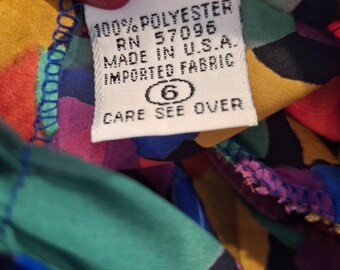 100% POLYESTER
RN 57096
MADE IN U.S.A.
IMPORTED FABRIC
6
CARE SEE OVER